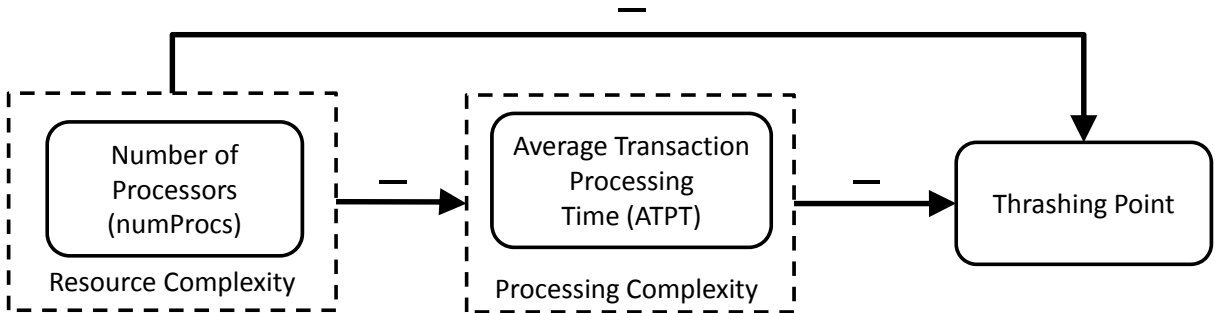 —
Number of
Processors
(numProcs)
Resource Complexity
—
Average Transaction
Processing
Time (ATPT)
Processing Complexity
—
Thrashing Point